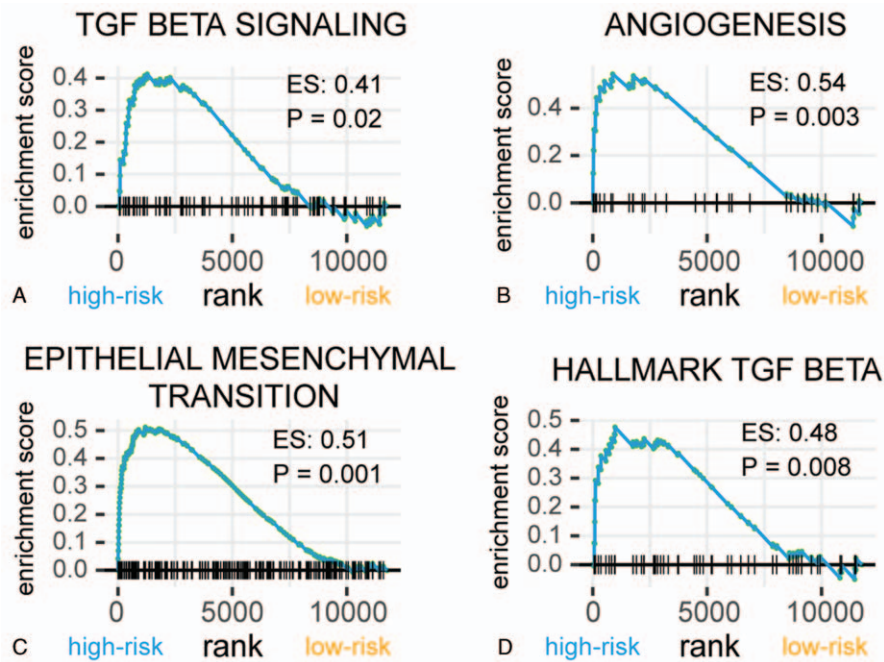 TGF BETA SIGNALING
enrichment score
0.4
0.3
0.2
0.1
0.0
ES: 0.41
P = 0.02
0 5000 10000
A high-risk rank low-risk
ANGIOGENESIS
enrichment score
0.4
0.2
0.0
ES: 0.54
P = 0.003
0 5000 10000
B high-risk rank low-risk
EPITHELIAL MESENCHYMAL
TRANSITION
enrichment score
0.5
0.4
0.3
0.2
0.1
0.0
ES: 0.51
P = 0.001
0 5000 10000
C high-risk rank low-risk
HALLMARK TGF BETA
enrichment score
0.5
0.4
0.3
0.2
0.1
0.0
ES: 0.48
P = 0.008
0 5000 10000
D high-risk rank low-risk